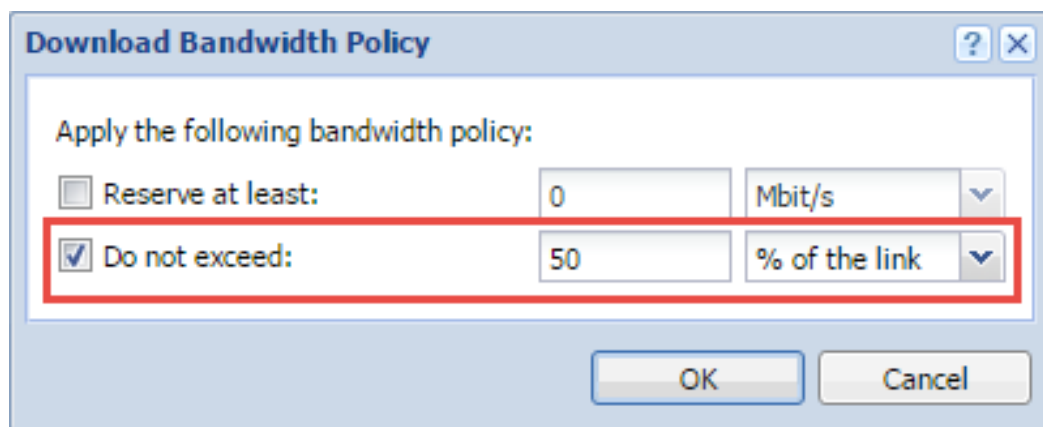 Download Bandwidth Policy ?
Apply the following bandwidth policy:
Reserve at least: 0 Mbit/s
Do not exceed: 50 % of the link
OK Cancel